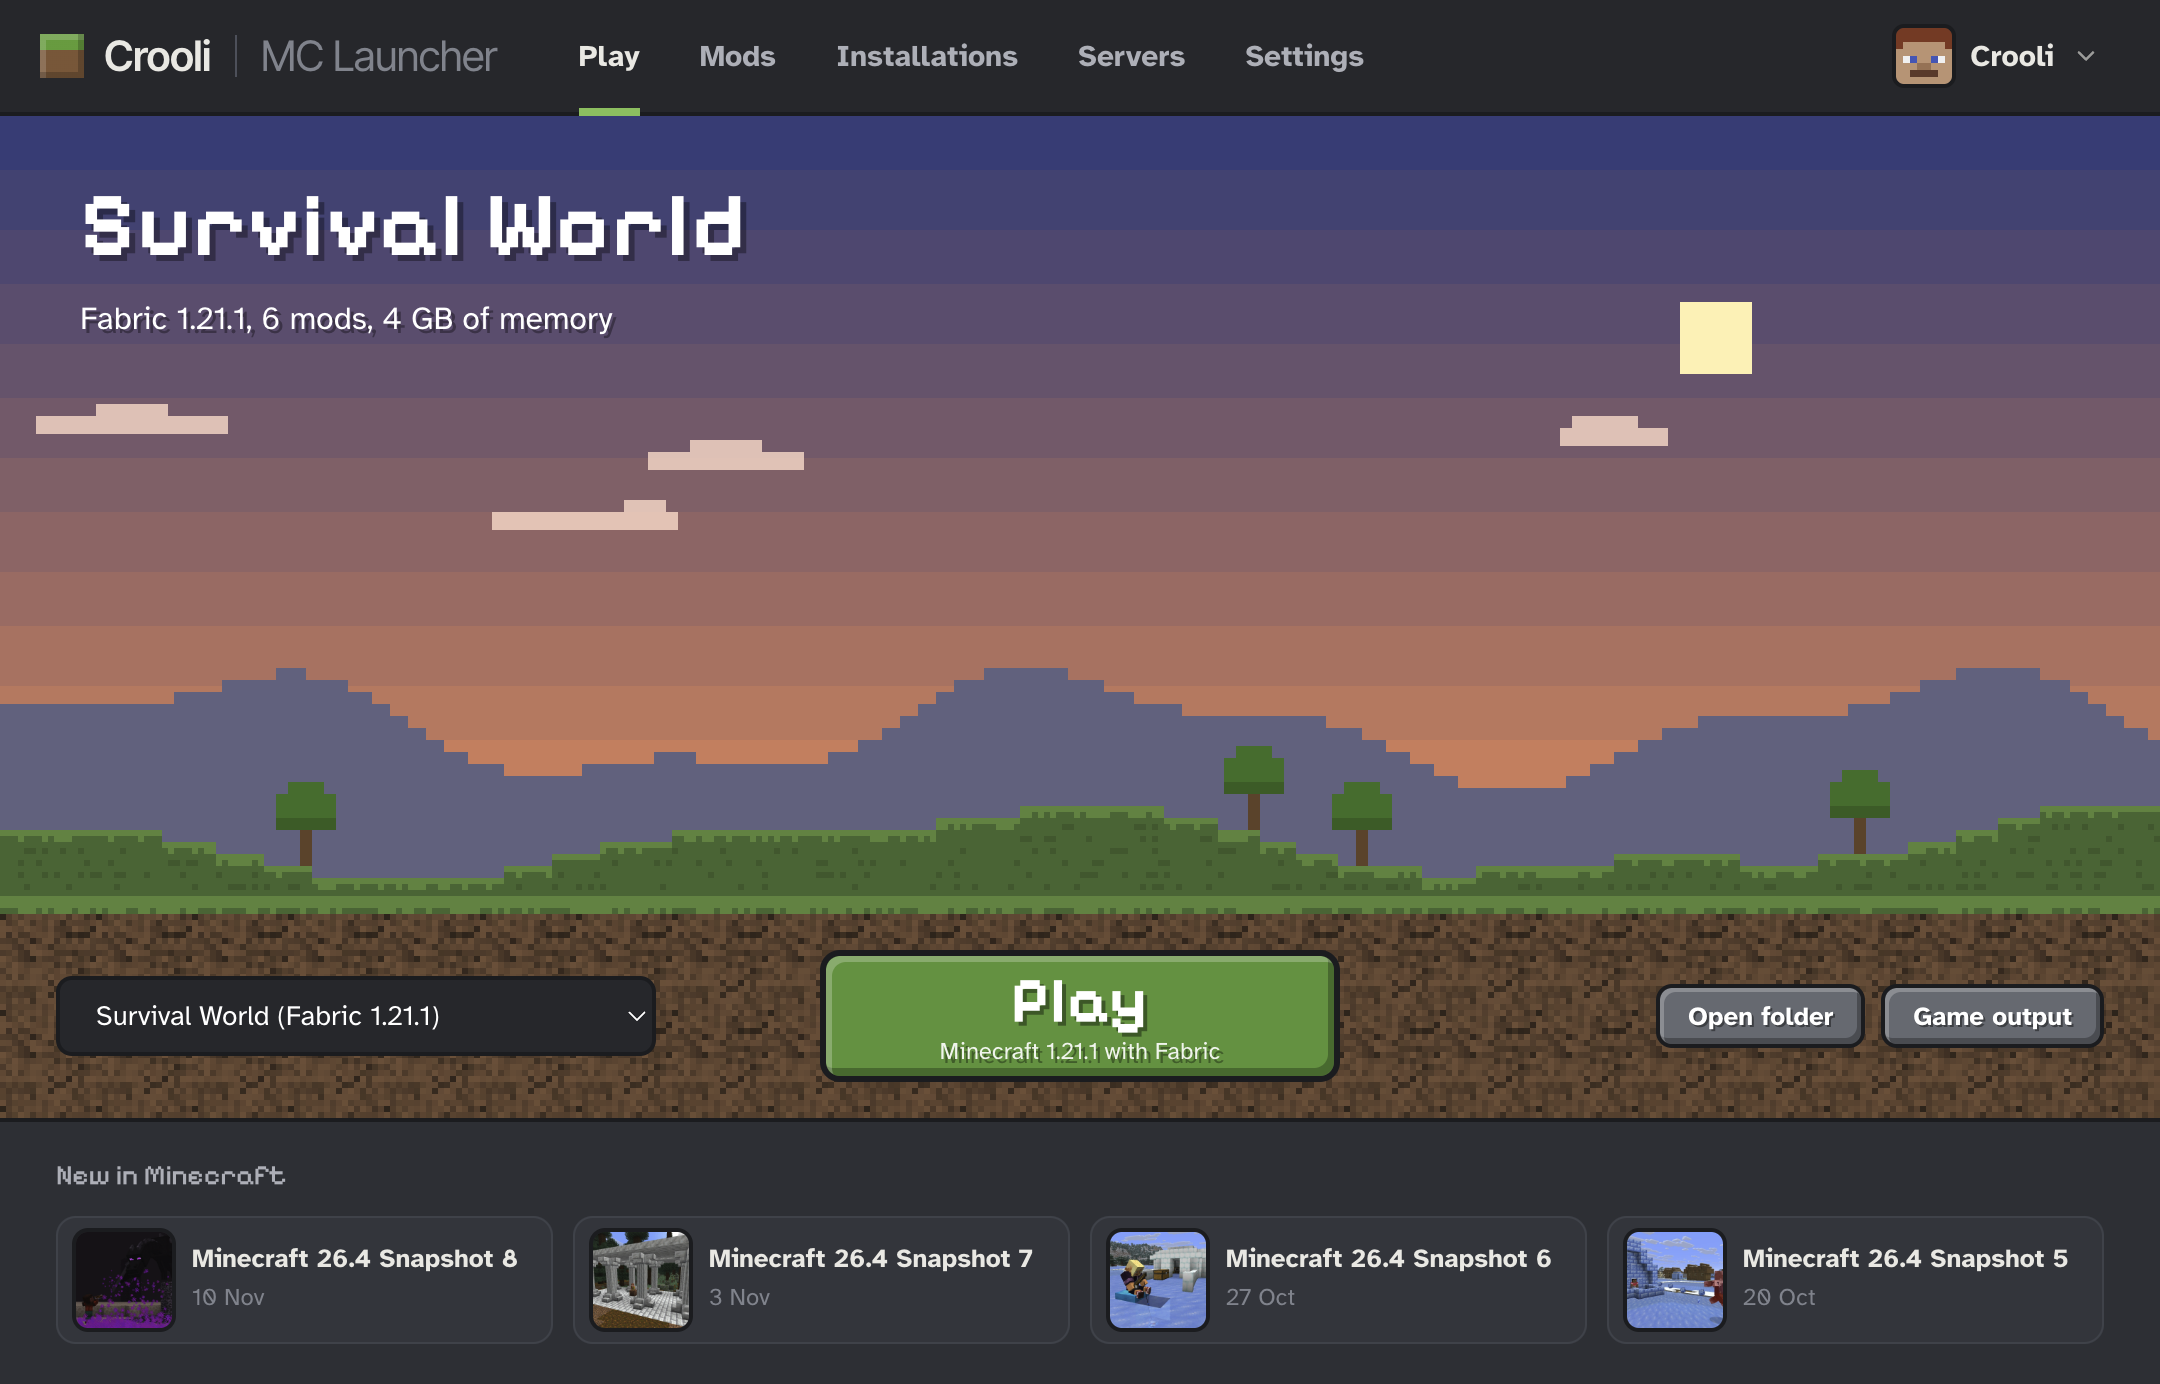 Crooli | MC Launcher
Play Mods Installations Servers Settings
Crooli
Survival World
Fabric 1.21.1, 6 mods, 4 GB of memory
Survival World (Fabric 1.21.1)
Play
Minecraft 1.21.1 with Fabric
Open folder
Game output
New in Minecraft
Minecraft 26.4 Snapshot 8
10 Nov
Minecraft 26.4 Snapshot 7
3 Nov
Minecraft 26.4 Snapshot 6
27 Oct
Minecraft 26.4 Snapshot 5
20 Oct